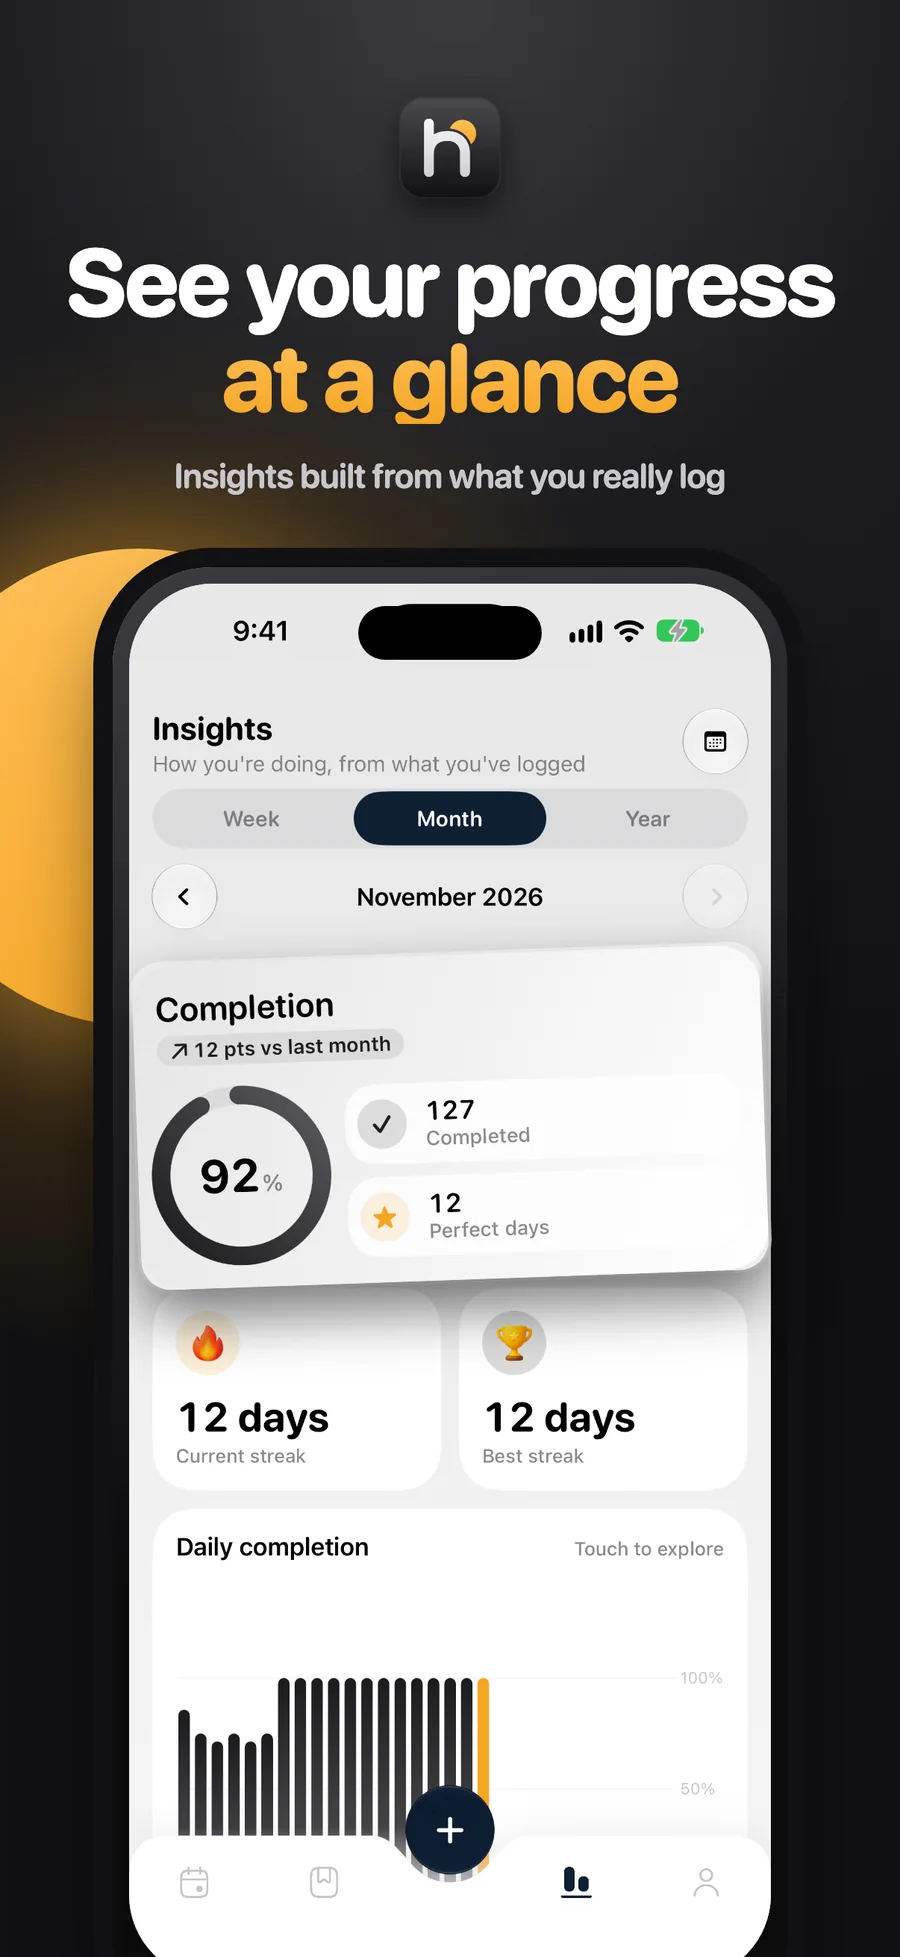 h
See your progress
at a glance
Insights built from what you really log
9:41
Insights
How you're doing, from what you've logged
Week
Month
Year
November 2026
Completion
↗ 12 pts vs last month
92%
127
Completed
12
Perfect days
12 days
Current streak
12 days
Best streak
Daily completion
Touch to explore
100%
50%